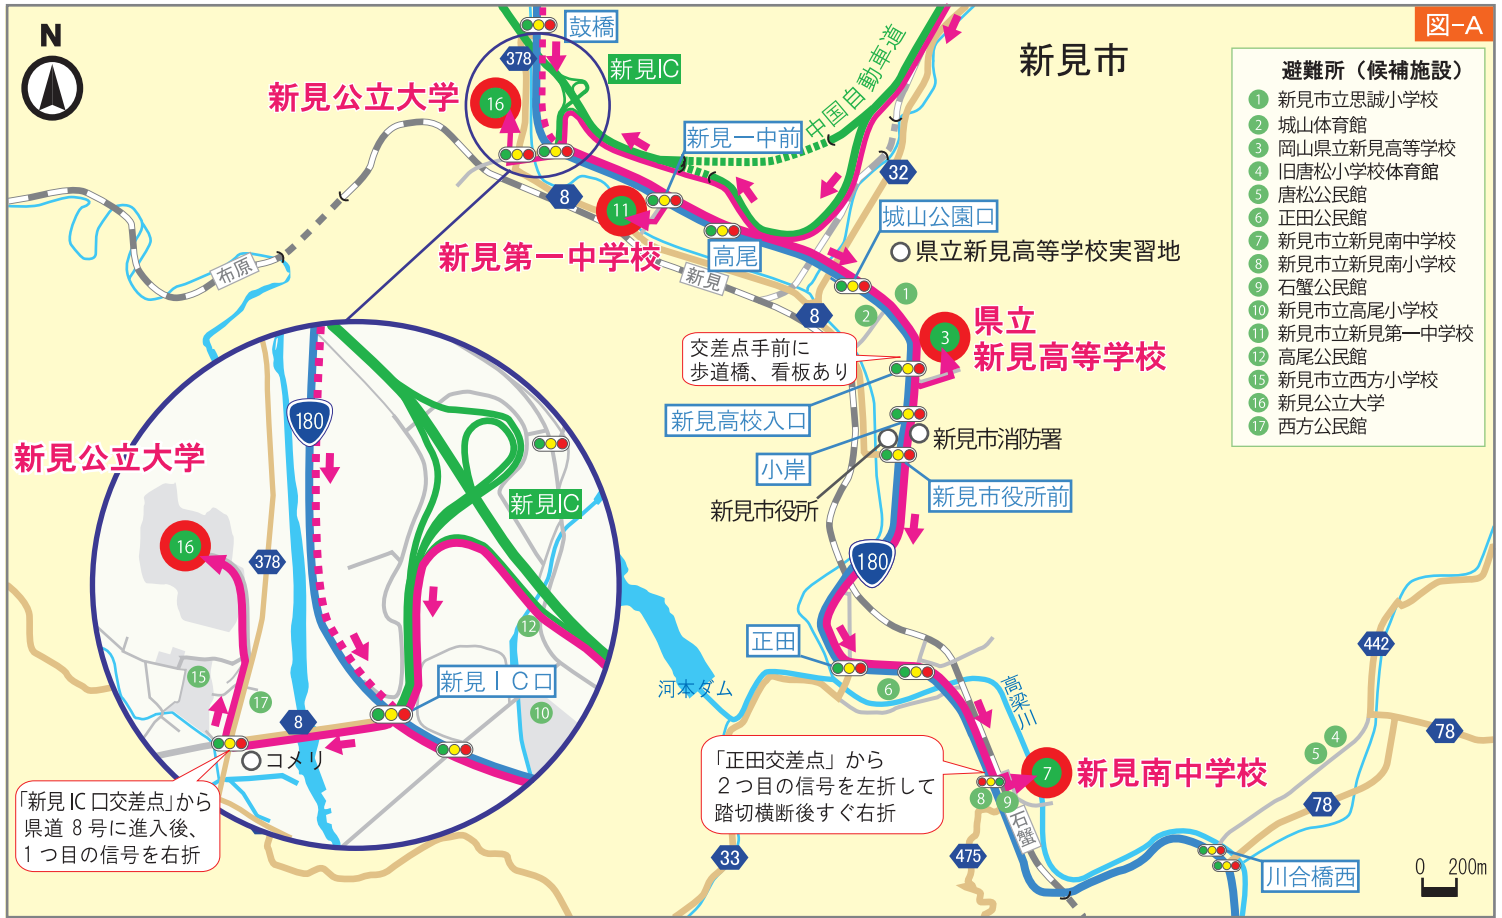 図-A
N
新見市
避難所（候補施設）
1 新見市立思誠小学校
2 城山体育館
3 岡山県立新見高等学校
4 旧唐松小学校体育館
5 唐松公民館
6 正田公民館
7 新見市立新見南中学校
8 新見市立新見南小学校
9 石蟹公民館
10 新見市立高尾小学校
11 新見市立新見第一中学校
12 高尾公民館
15 新見市立西方小学校
16 新見公立大学
17 西方公民館
鼓橋
378
新見IC
中国自動車道
新見公立大学
16
新見一中前
32
8
11
城山公園口
新見第一中学校
高尾
県立新見高等学校実習地
布原
新見
1
2
8
3
県立
新見高等学校
交差点手前に
歩道橋、看板あり
新見高校入口
新見市消防署
小岸
新見市役所前
新見市役所
180
180
新見公立大学
新見IC
16
378
12
442
正田
15
17
新見IC口
河本ダム
6
高梁川
10
8
コメリ
78
4
5
「正田交差点」から
2つ目の信号を左折して
踏切横断後すぐ右折
7
新見南中学校
8
9
石蟹
78
「新見IC口交差点」から
県道 8 号に進入後、
1つ目の信号を右折
33
475
川合橋西
0 200m